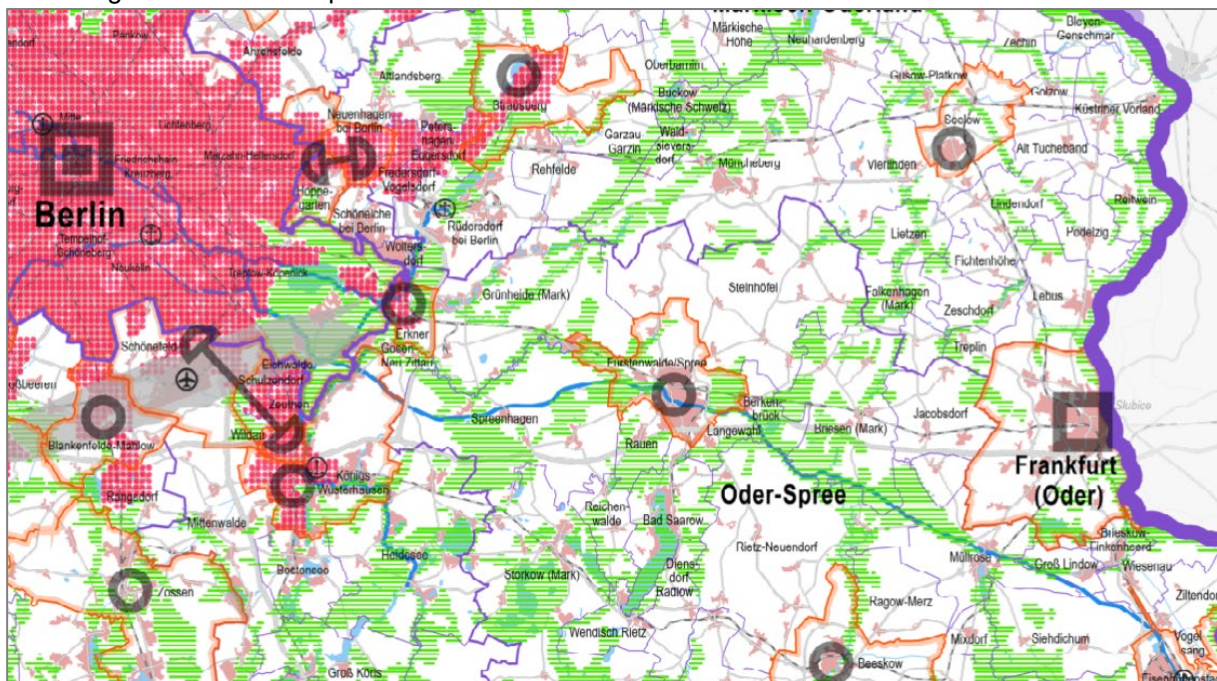 Pankow
Ahrensfelde
Altlandsberg
Strausberg
Oberbarnim
Märkische
Höhe
Neuhardenberg
Zechin
Bleyen-
Genschmar
Gusow-Platkow
Golzow
Küstriner Vorland
Mitte
Lichtenberg
Neuenhagen
bei Berlin
Peters-
hagen/
Eggersdorf
Buckow
(Märkische Schweiz)
Garzau
Garzin
Wald-
sievers-
dorf
Seelow
Alt Tucheband
Friedrichshain
Kreuzberg
Marzahn-Hellersdorf
Fredersdorf-
Vogelsdorf
Rehfelde
Müncheberg
Vierlinden
Berlin
Hoppe-
garten
Schöneiche
bei Berlin
Rüdersdorf
bei Berlin
Lindendorf
Reitwein
Tempelhof-
Schöneberg
Wolters-
dorf
Lietzen
Podelzig
Neukölln
Treptow-Köpenick
Grünheide (Mark)
Steinhöfel
Fichtenhöhe
Falkenhagen
(Mark)
Zeschdorf
Lebus
Erkner
Gosen-
Neu Zittau
Treplin
Schönefeld
Eichwalde
Schulzendorf
Zeuthen
Fürstenwalde/Spree
Berken-
brück
Jacobsdorf
Słubice
Blankenfelde-Mahlow
Wildau
Spreenhagen
Rauen
Langewahl
Briesen (Mark)
Frankfurt
(Oder)
Rangsdorf
Königs
Wusterhausen
Oder-Spree
Mittenwalde
Reichen-
walde
Bad Saarow
Rietz-Neuendorf
Müllrose
Brieskow-
Finkenheerd
Groß Lindow
Wiesenau
Heidesee
Bestensee
Storkow (Mark)
Diens-
dorf
Radlow
Zossen
Ragow-Merz
Ziltendorf
Wendisch Rietz
Mixdorf
Siehdichum
Vogel
sang
Groß Köris
Beeskow